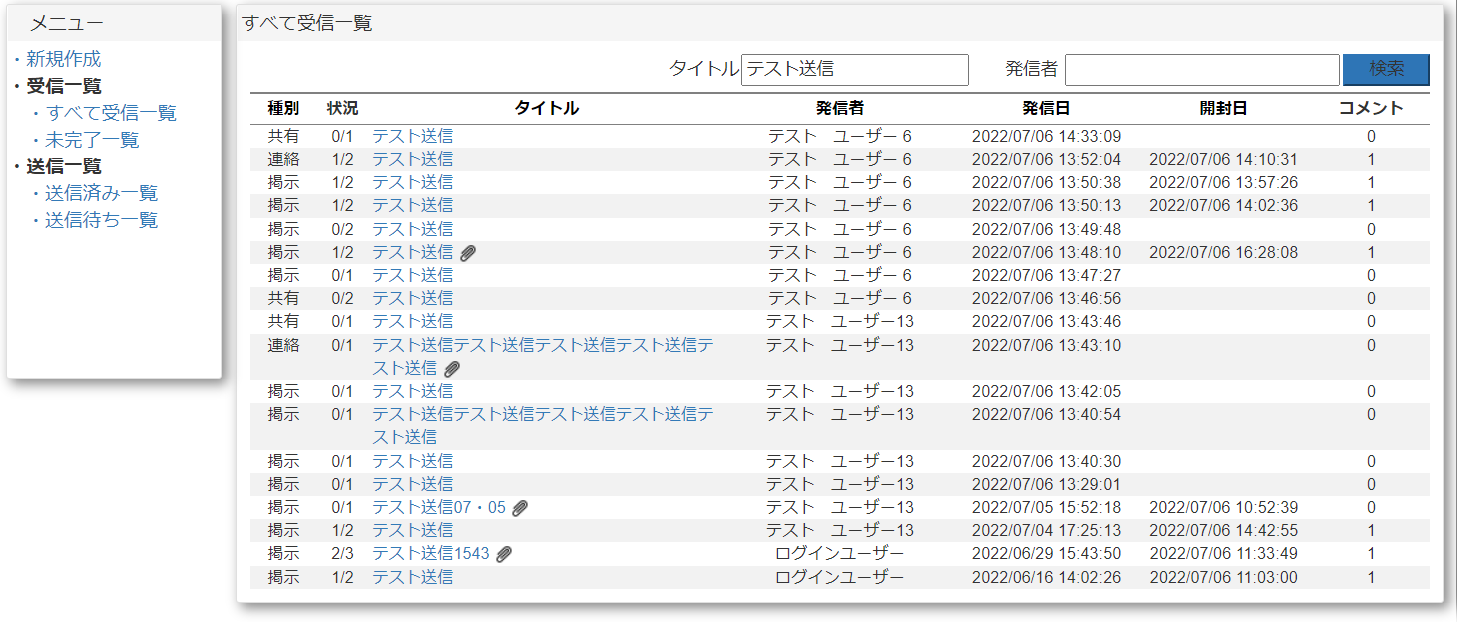 メニュー
・新規作成
・受信一覧
・すべて受信一覧
・未完了一覧
・送信一覧
・送信済み一覧
・送信待ち一覧
すべて受信一覧
タイトル テスト送信 発信者 検索
種別 状況 タイトル 発信者 発信日 開封日 コメント
共有 0/1 テスト送信 テスト　ユーザー 6 2022/07/06 14:33:09 0
連絡 1/2 テスト送信 テスト　ユーザー 6 2022/07/06 13:52:04 2022/07/06 14:10:31 1
掲示 1/2 テスト送信 テスト　ユーザー 6 2022/07/06 13:50:38 2022/07/06 13:57:26 1
掲示 1/2 テスト送信 テスト　ユーザー 6 2022/07/06 13:50:13 2022/07/06 14:02:36 1
掲示 0/2 テスト送信 テスト　ユーザー 6 2022/07/06 13:49:48 0
掲示 1/2 テスト送信 テスト　ユーザー 6 2022/07/06 13:48:10 2022/07/06 16:28:08 1
掲示 0/1 テスト送信 テスト　ユーザー 6 2022/07/06 13:47:27 0
共有 0/2 テスト送信 テスト　ユーザー 6 2022/07/06 13:46:56 0
共有 0/1 テスト送信 テスト　ユーザー13 2022/07/06 13:43:46 0
連絡 0/1 テスト送信テスト送信テスト送信テスト送信テ テスト　ユーザー13 2022/07/06 13:43:10 0
スト送信
掲示 0/1 テスト送信 テスト　ユーザー13 2022/07/06 13:42:05 0
掲示 0/1 テスト送信テスト送信テスト送信テスト送信テ テスト　ユーザー13 2022/07/06 13:40:54 0
スト送信
掲示 0/1 テスト送信 テスト　ユーザー13 2022/07/06 13:40:30 0
掲示 0/1 テスト送信 テスト　ユーザー13 2022/07/06 13:29:01 0
掲示 0/1 テスト送信07・05 テスト　ユーザー13 2022/07/05 15:52:18 2022/07/06 10:52:39 0
掲示 1/2 テスト送信 テスト　ユーザー13 2022/07/04 17:25:13 2022/07/06 14:42:55 1
掲示 2/3 テスト送信1543 ログインユーザー 2022/06/29 15:43:50 2022/07/06 11:33:49 1
掲示 1/2 テスト送信 ログインユーザー 2022/06/16 14:02:26 2022/07/06 11:03:00 1